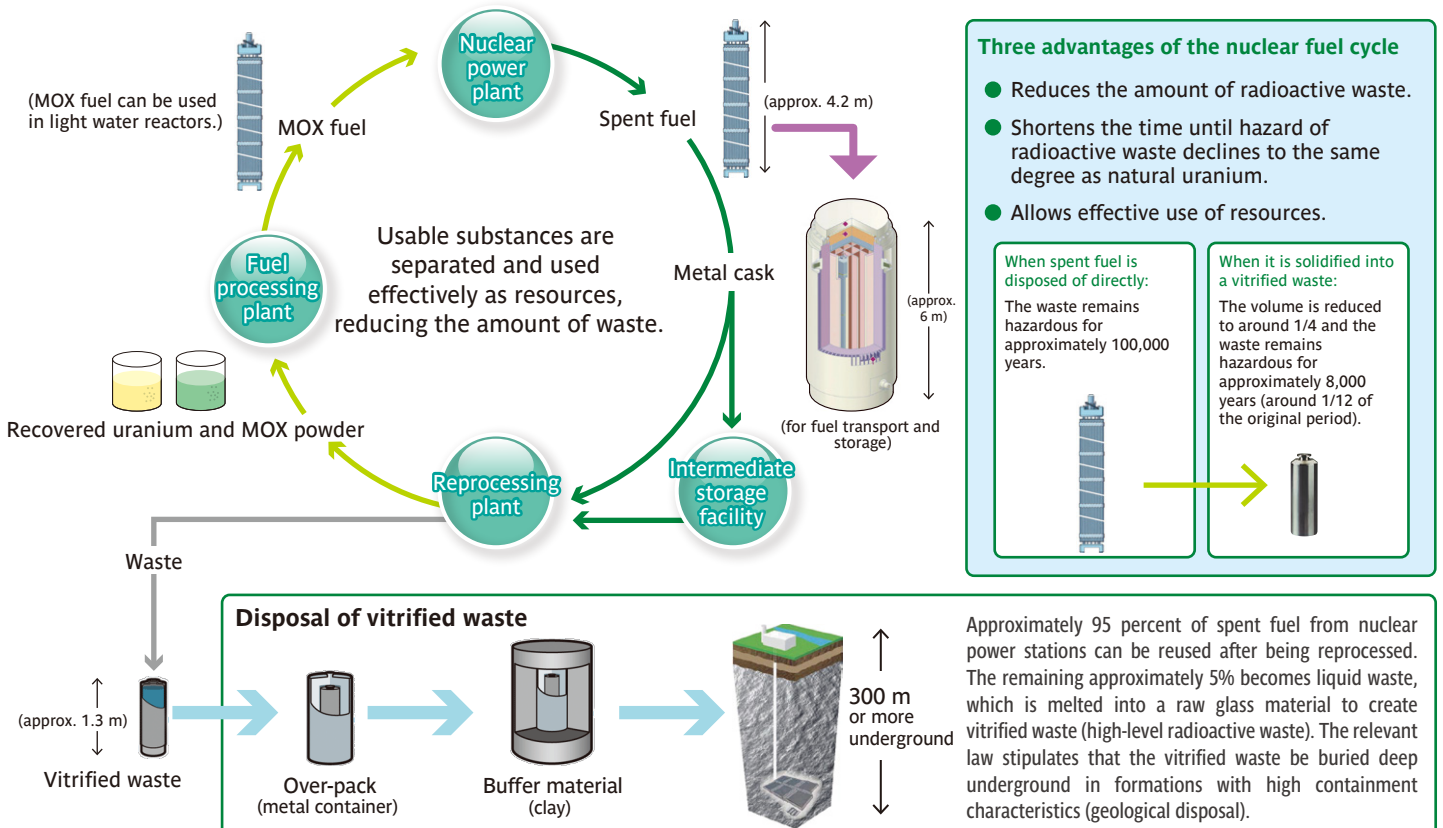 Nuclear
power
plant
Spent fuel
(approx. 4.2 m)
(MOX fuel can be used
in light water reactors.)
MOX fuel
Usable substances are
separated and used
effectively as resources,
reducing the amount of waste.
Metal cask
(approx.
6 m)
(for fuel transport and
storage)
Fuel
processing
plant
Recovered uranium and MOX powder
Reprocessing
plant
Intermediate
storage
facility
Three advantages of the nuclear fuel cycle
● Reduces the amount of radioactive waste.
● Shortens the time until hazard of
radioactive waste declines to the same
degree as natural uranium.
● Allows effective use of resources.
When spent fuel is
disposed of directly:
The waste remains
hazardous for
approximately 100,000
years.
When it is solidified into
a vitrified waste:
The volume is reduced
to around 1/4 and the
waste remains
hazardous for
approximately 8,000
years (around 1/12 of
the original period).
Waste
(approx. 1.3 m)
Vitrified waste
Disposal of vitrified waste
Over-pack
(metal container)
Buffer material
(clay)
300 m
or more
underground
Approximately 95 percent of spent fuel from nuclear
power stations can be reused after being reprocessed.
The remaining approximately 5% becomes liquid waste,
which is melted into a raw glass material to create
vitrified waste (high-level radioactive waste). The relevant
law stipulates that the vitrified waste be buried deep
underground in formations with high containment
characteristics (geological disposal).